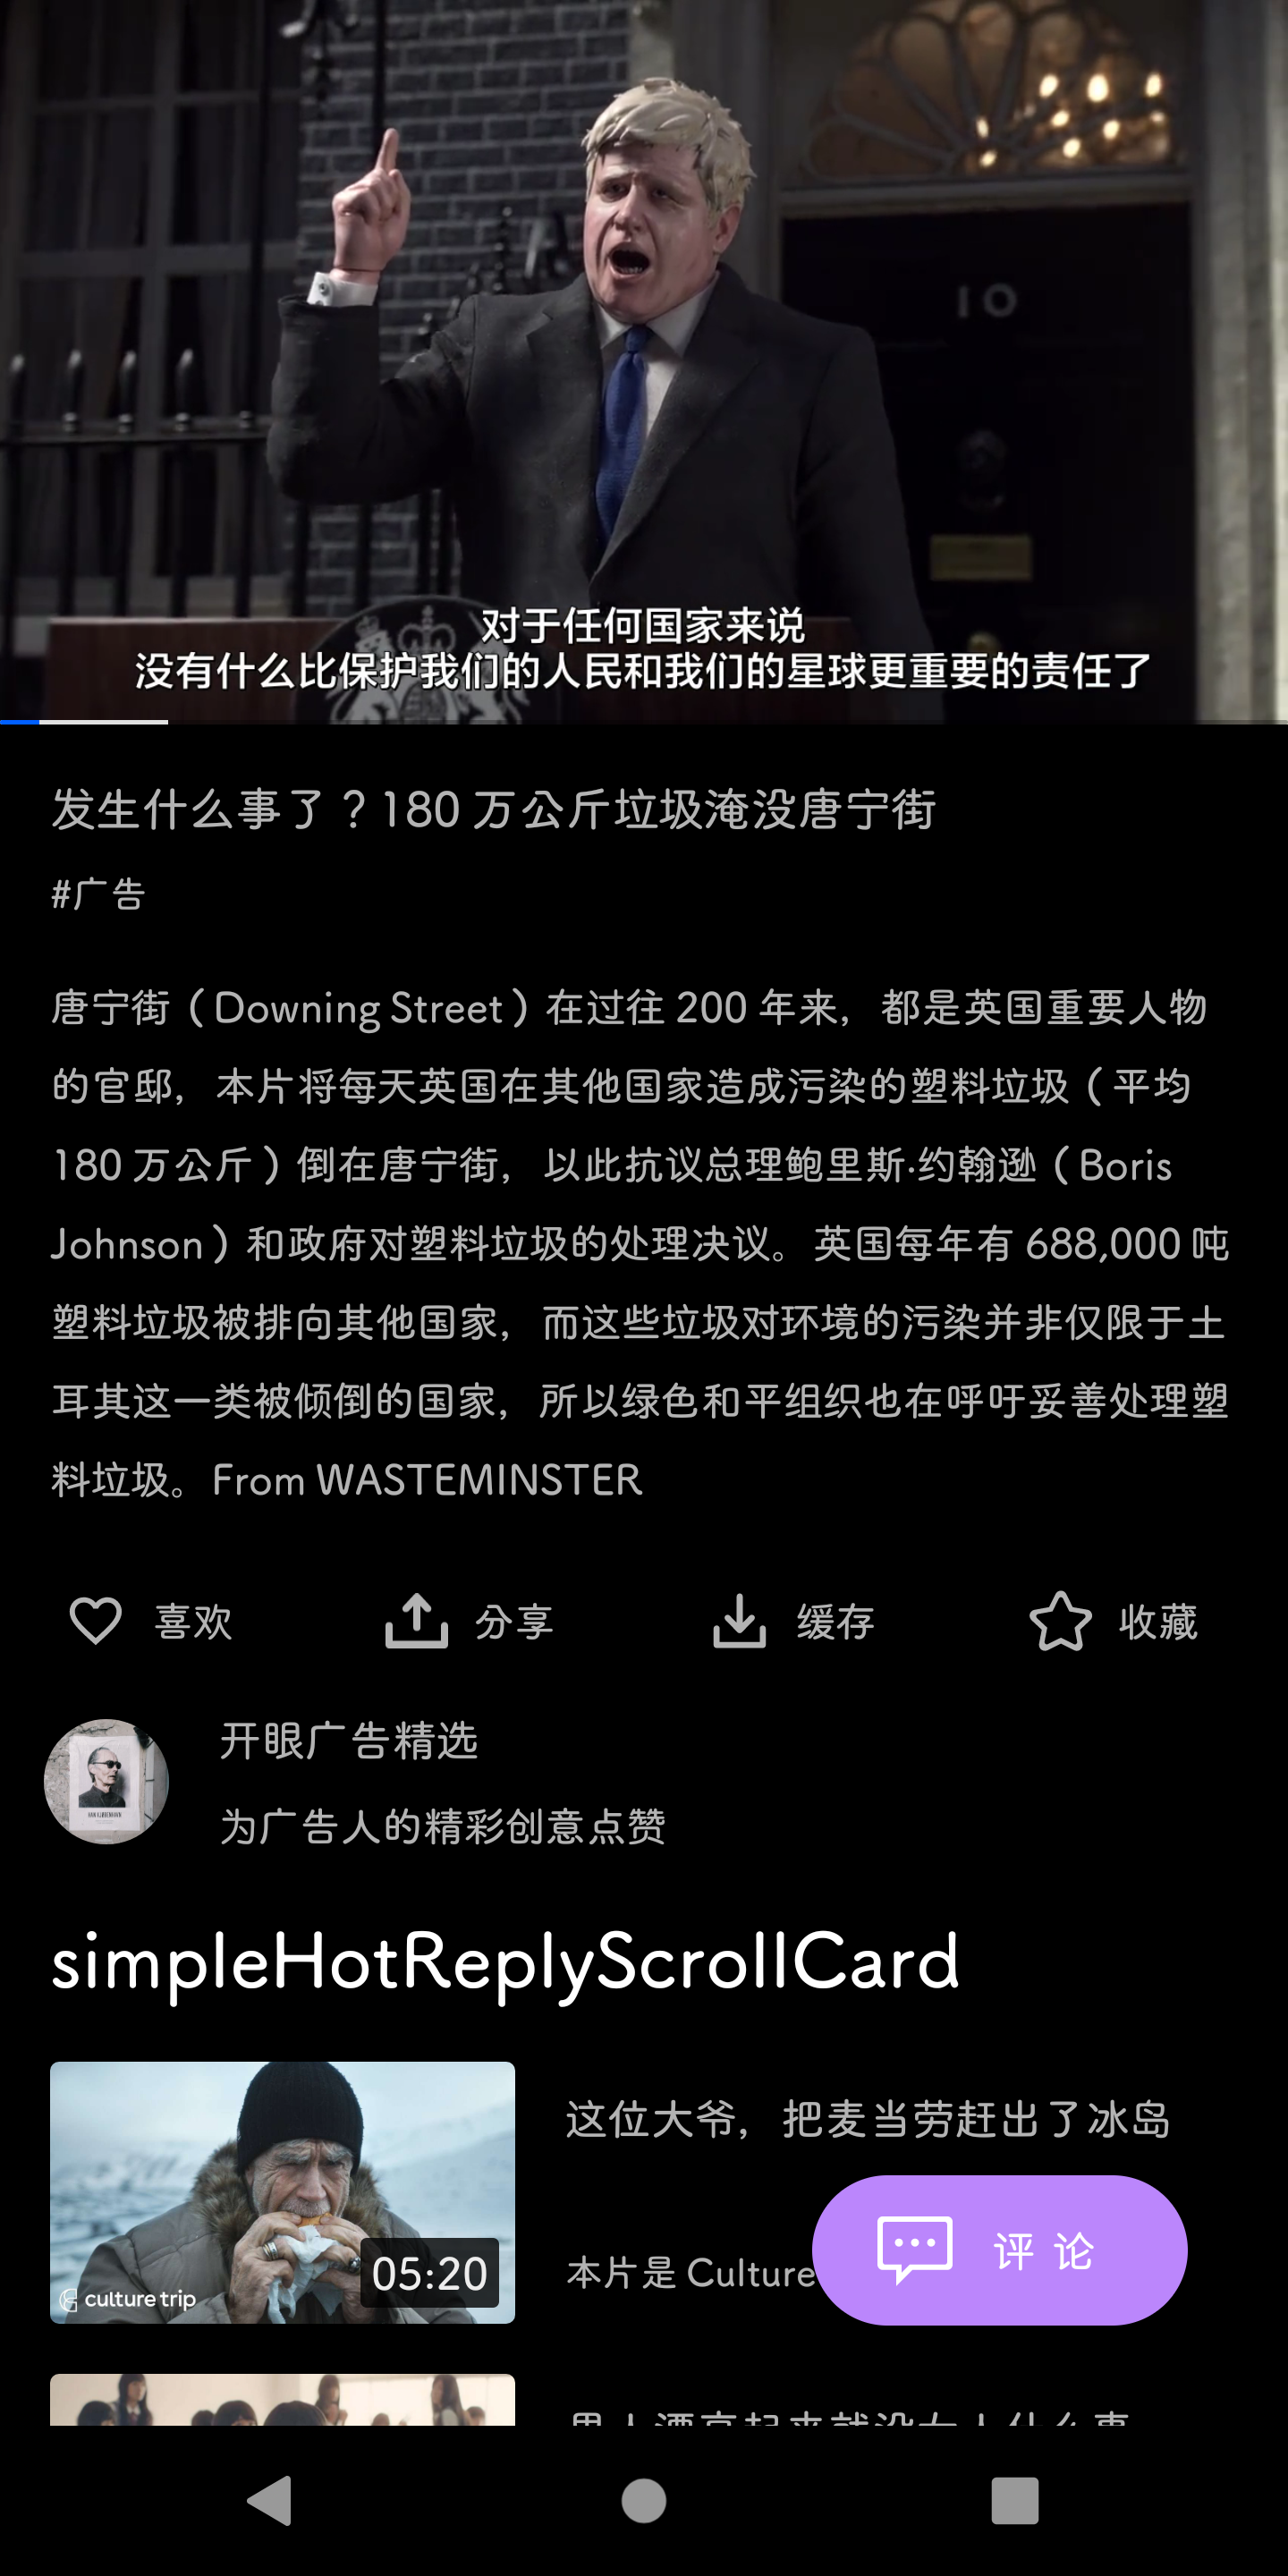 10
对于任何国家来说
没有什么比保护我们的人民和我们的星球更重要的责任了
发生什么事了？180 万公斤垃圾淹没唐宁街
#广告
唐宁街（Downing Street）在过往 200 年来，都是英国重要人物
的官邸，本片将每天英国在其他国家造成污染的塑料垃圾（平均
180 万公斤）倒在唐宁街，以此抗议总理鲍里斯·约翰逊（Boris
Johnson）和政府对塑料垃圾的处理决议。英国每年有 688,000 吨
塑料垃圾被排向其他国家，而这些垃圾对环境的污染并非仅限于土
耳其这一类被倾倒的国家，所以绿色和平组织也在呼吁妥善处理塑
料垃圾。From WASTEMINSTER
喜欢 分享 缓存 收藏
开眼广告精选
为广告人的精彩创意点赞
simpleHotReplyScrollCard
这位大爷，把麦当劳赶出了冰岛
本片是 Culture
评论
05:20
culture trip